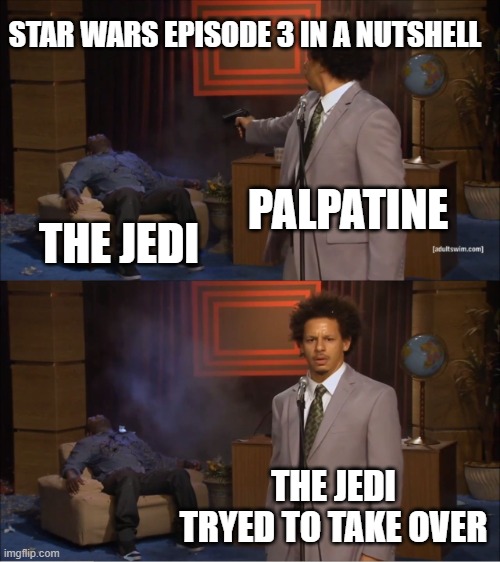 STAR WARS EPISODE 3 IN A NUTSHELL
PALPATINE
THE JEDI
[adultswim.com]
THE JEDI
TRYED TO TAKE OVER
imgflip.com